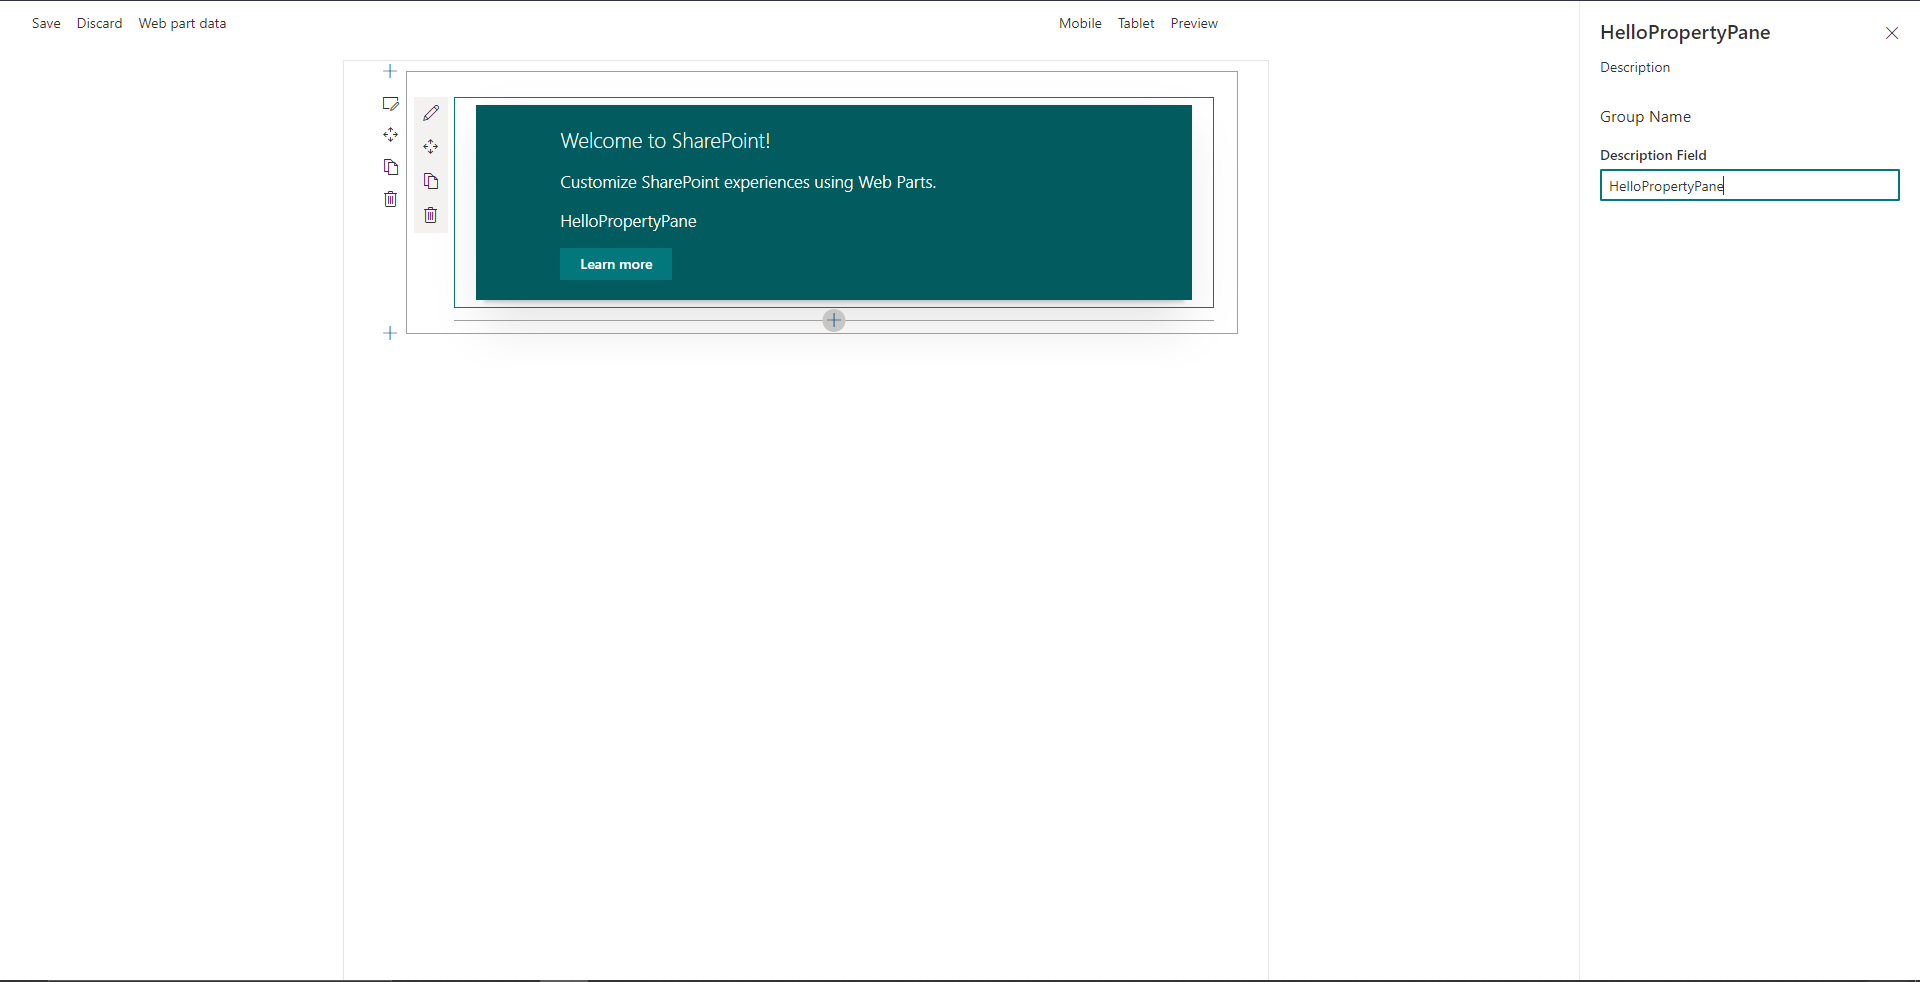 Save Discard Web part data
Mobile Tablet Preview
Welcome to SharePoint!
Customize SharePoint experiences using Web Parts.
HelloPropertyPane
Learn more
HelloPropertyPane
Description
Group Name
Description Field
HelloPropertyPane